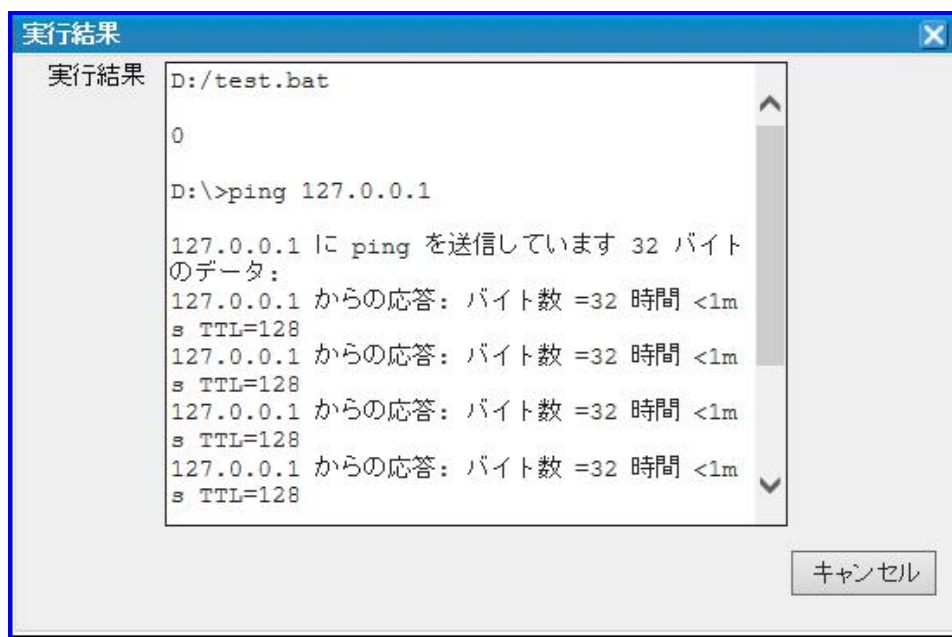 実行結果
実行結果
D:/test.bat
0
D:\>ping 127.0.0.1
127.0.0.1 に ping を送信しています 32 バイト
のデータ:
127.0.0.1 からの応答: バイト数 =32 時間 <1m
s TTL=128
127.0.0.1 からの応答: バイト数 =32 時間 <1m
s TTL=128
127.0.0.1 からの応答: バイト数 =32 時間 <1m
s TTL=128
127.0.0.1 からの応答: バイト数 =32 時間 <1m
s TTL=128
キャンセル